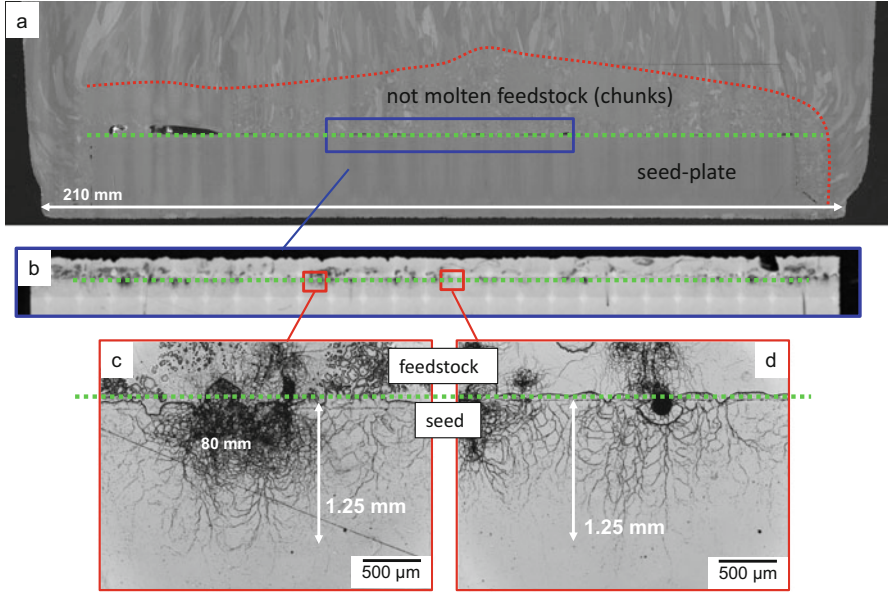 a
not molten feedstock (chunks)
seed-plate
210 mm
b
c
feedstock
d
seed
80 mm
1.25 mm
1.25 mm
500 µm
500 µm